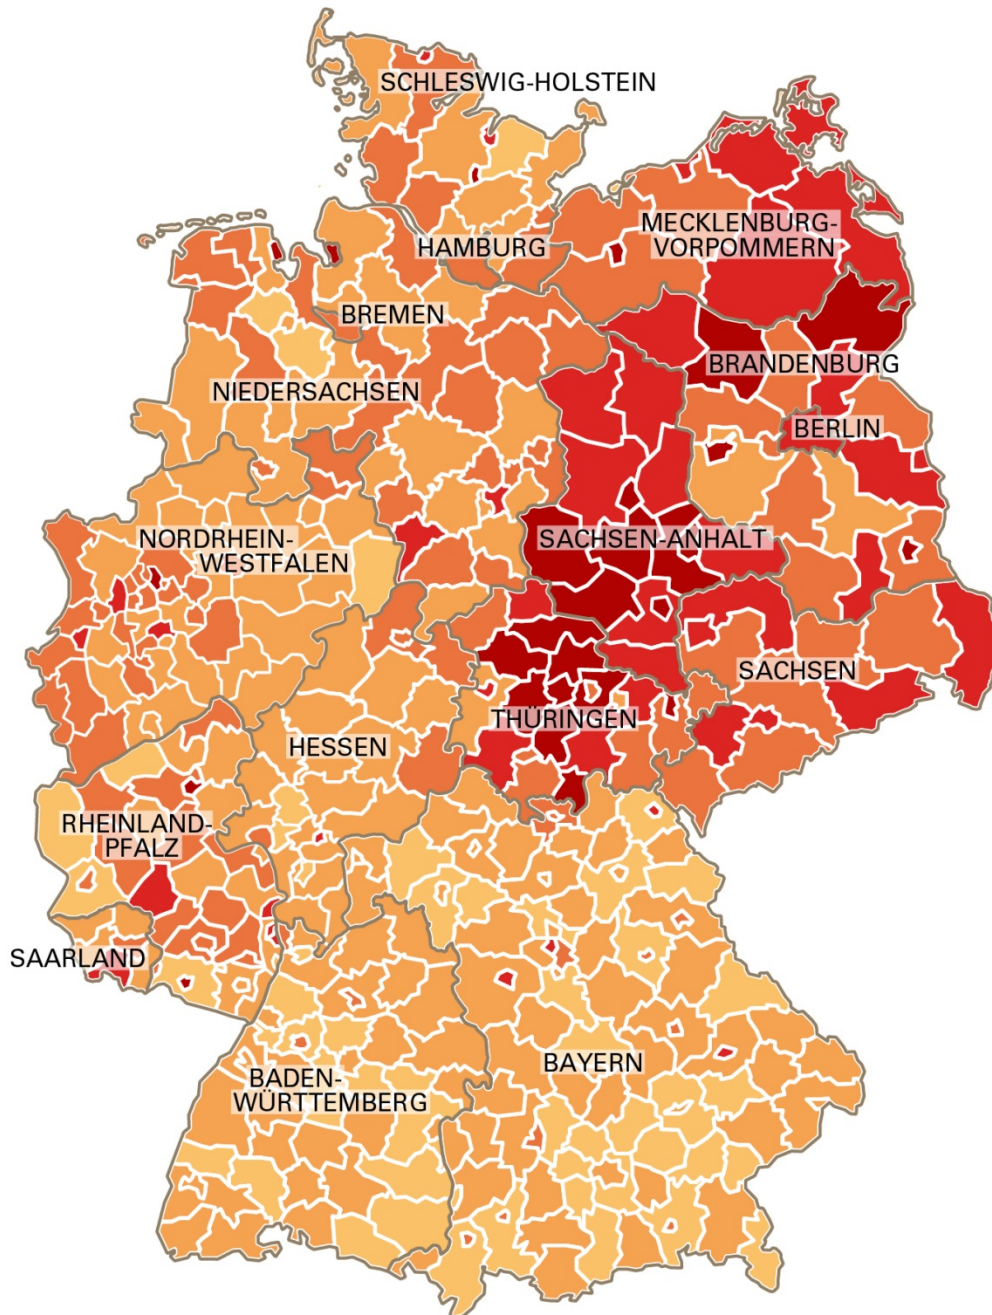 SCHLESWIG-HOLSTEIN
MECKLENBURG-
VORPOMMERN
HAMBURG
BREMEN
BRANDENBURG
NIEDERSACHSEN
BERLIN
NORDRHEIN-
WESTFALEN
SACHSEN-ANHALT
SACHSEN
THÜRINGEN
HESSEN
RHEINLAND-
PFALZ
SAARLAND
BAYERN
BADEN-
WÜRTTEMBERG